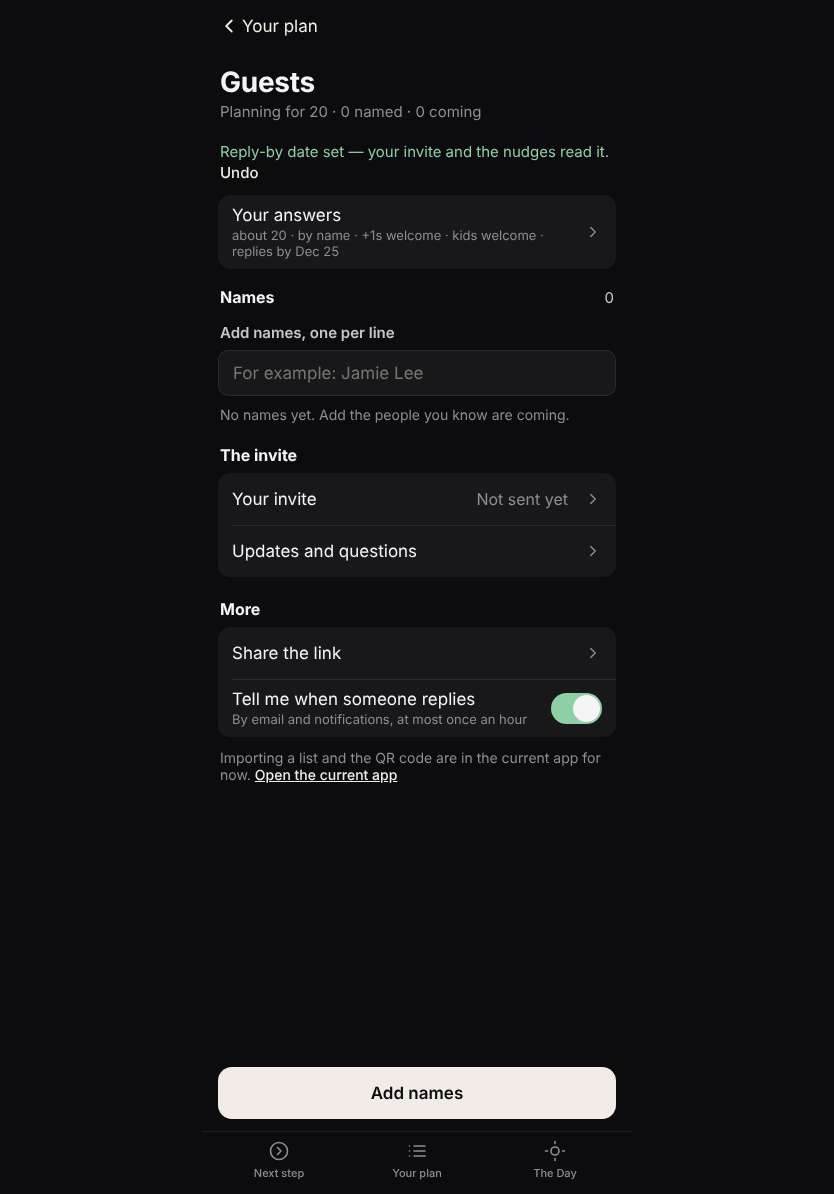 Your plan
Guests
Planning for 20 · 0 named · 0 coming
Reply-by date set — your invite and the nudges read it.
Undo
Your answers
about 20 · by name · +1s welcome · kids welcome ·
replies by Dec 25
Names 0
Add names, one per line
For example: Jamie Lee
No names yet. Add the people you know are coming.
The invite
Your invite Not sent yet
Updates and questions
More
Share the link
Tell me when someone replies
By email and notifications, at most once an hour
Importing a list and the QR code are in the current app for
now. Open the current app
Add names
Next step Your plan The Day